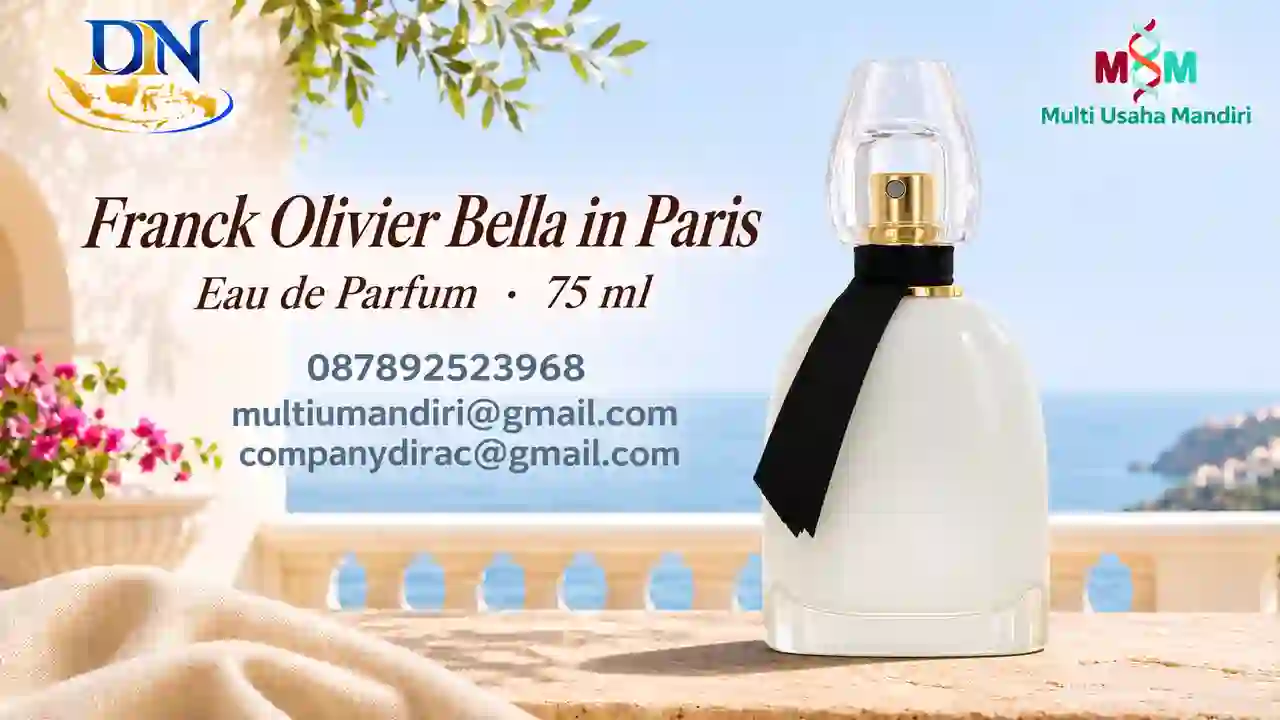 DN
MSM
Multi Usaha Mandiri
Franck Olivier Bella in Paris
Eau de Parfum · 75 ml
087892523968
multiumandiri@gmail.com
companydirac@gmail.com